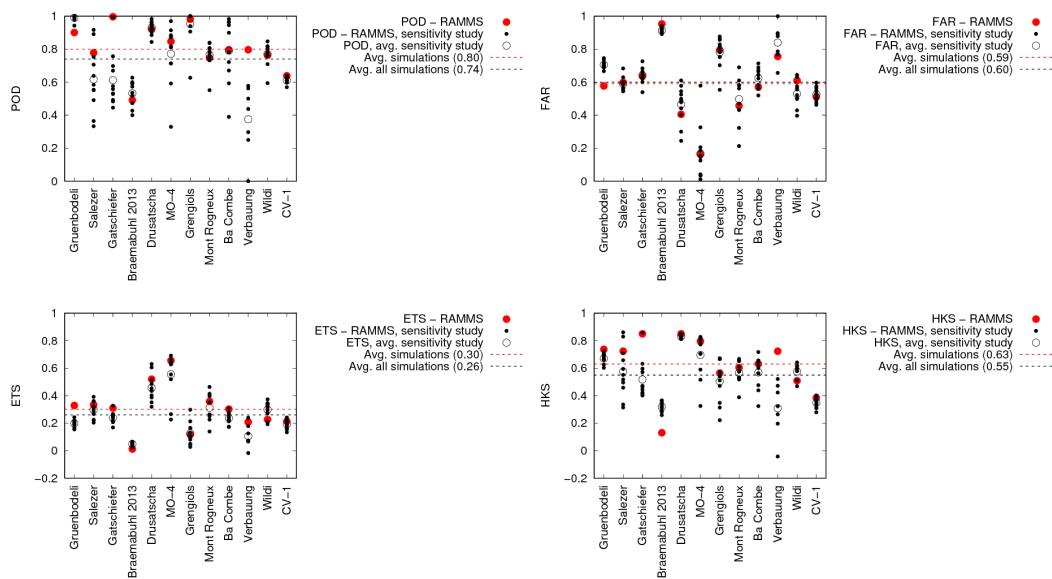 POD
1
0.8
0.6
0.4
0.2
0
Gruenbodeli
Salezer
Gatschiefer
Braemabuhl 2013
Drusatscha
MO−4
Grengiols
Mont Rogneux
Ba Combe
Verbauung
Wildi
CV−1
POD − RAMMS
POD − RAMMS, sensitivity study
POD, avg. sensitivity study
Avg. simulations (0.80)
Avg. all simulations (0.74)
FAR
1
0.8
0.6
0.4
0.2
0
Gruenbodeli
Salezer
Gatschiefer
Braemabuhl 2013
Drusatscha
MO−4
Grengiols
Mont Rogneux
Ba Combe
Verbauung
Wildi
CV−1
FAR − RAMMS
FAR − RAMMS, sensitivity study
FAR, avg. sensitivity study
Avg. simulations (0.59)
Avg. all simulations (0.60)
ETS
1
0.8
0.6
0.4
0.2
0
−0.2
Gruenbodeli
Salezer
Gatschiefer
Braemabuhl 2013
Drusatscha
MO−4
Grengiols
Mont Rogneux
Ba Combe
Verbauung
Wildi
CV−1
ETS − RAMMS
ETS − RAMMS, sensitivity study
ETS, avg. sensitivity study
Avg. simulations (0.30)
Avg. all simulations (0.26)
HKS
1
0.8
0.6
0.4
0.2
0
−0.2
Gruenbodeli
Salezer
Gatschiefer
Braemabuhl 2013
Drusatscha
MO−4
Grengiols
Mont Rogneux
Ba Combe
Verbauung
Wildi
CV−1
HKS − RAMMS
HKS − RAMMS, sensitivity study
HKS, avg. sensitivity study
Avg. simulations (0.63)
Avg. all simulations (0.55)